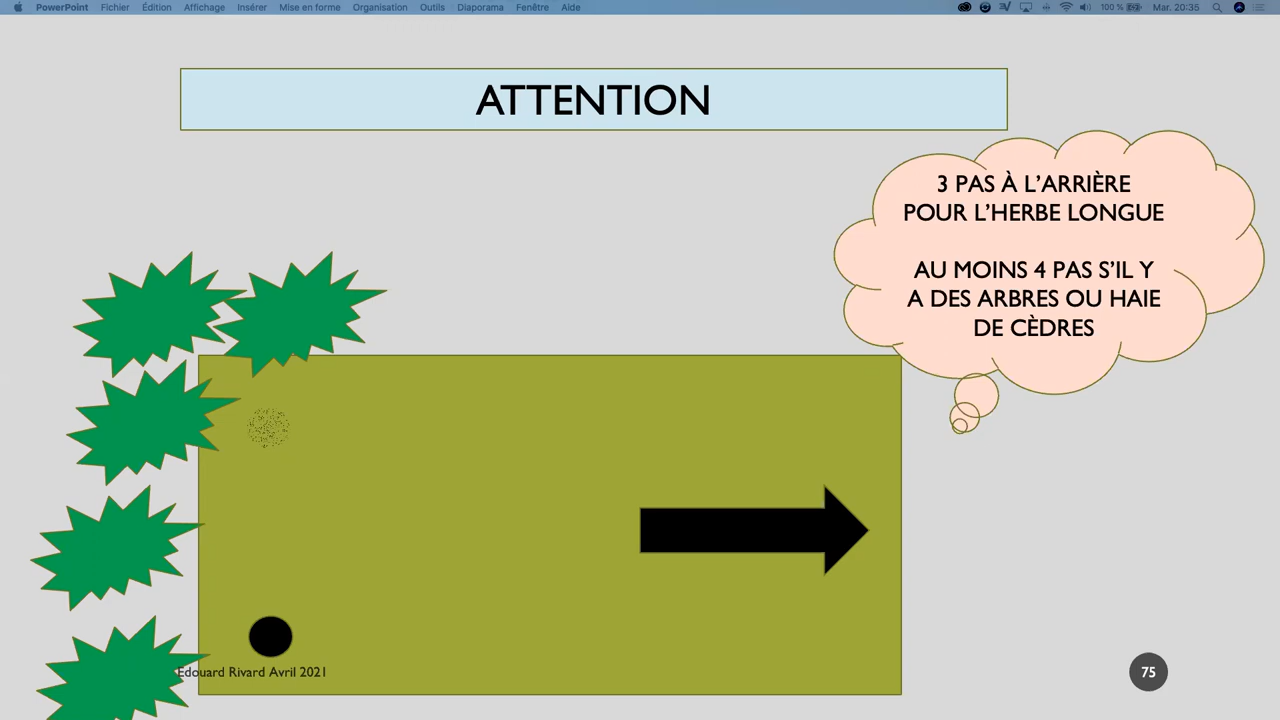 PowerPoint Fichier Édition Affichage Insérer Mise en forme Organisation Outils Diaporama Fenêtre Aide 100 % Mar. 20:35
ATTENTION
3 PAS À L’ARRIÈRE
POUR L’HERBE LONGUE
AU MOINS 4 PAS S’IL Y
A DES ARBRES OU HAIE
DE CÈDRES
Edouard Rivard Avril 2021
75